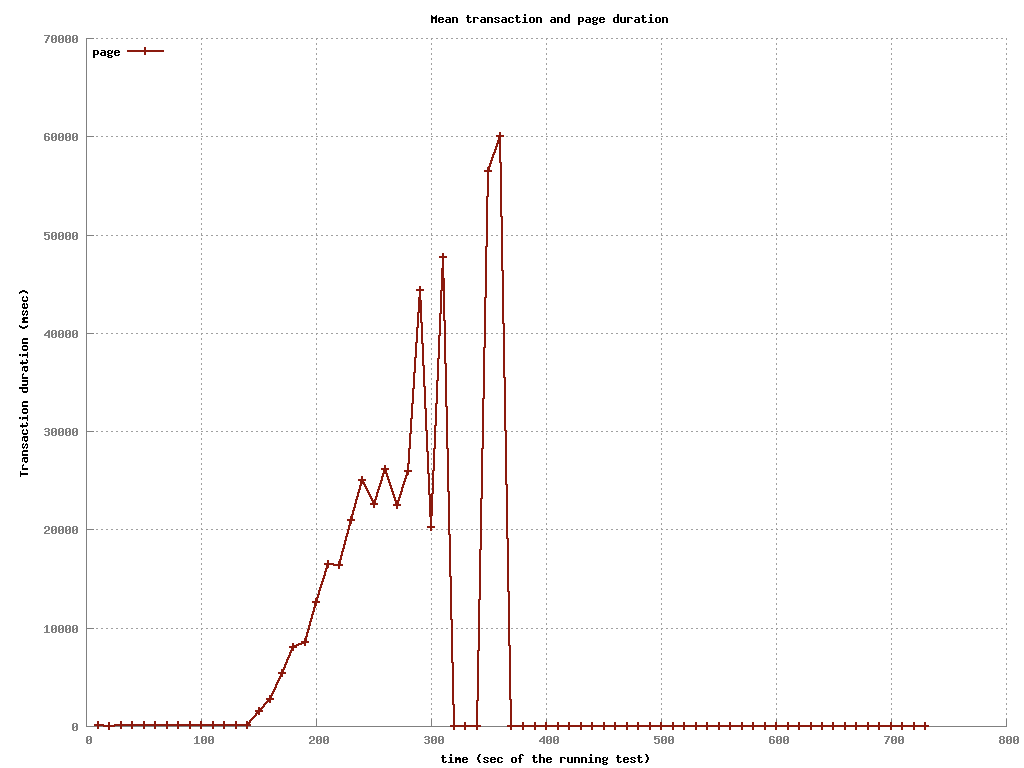 Mean transaction and page duration
70000
page
60000
50000
40000
30000
20000
10000
0
Transaction duration (msec)
0 100 200 300 400 500 600 700 800
time (sec of the running test)